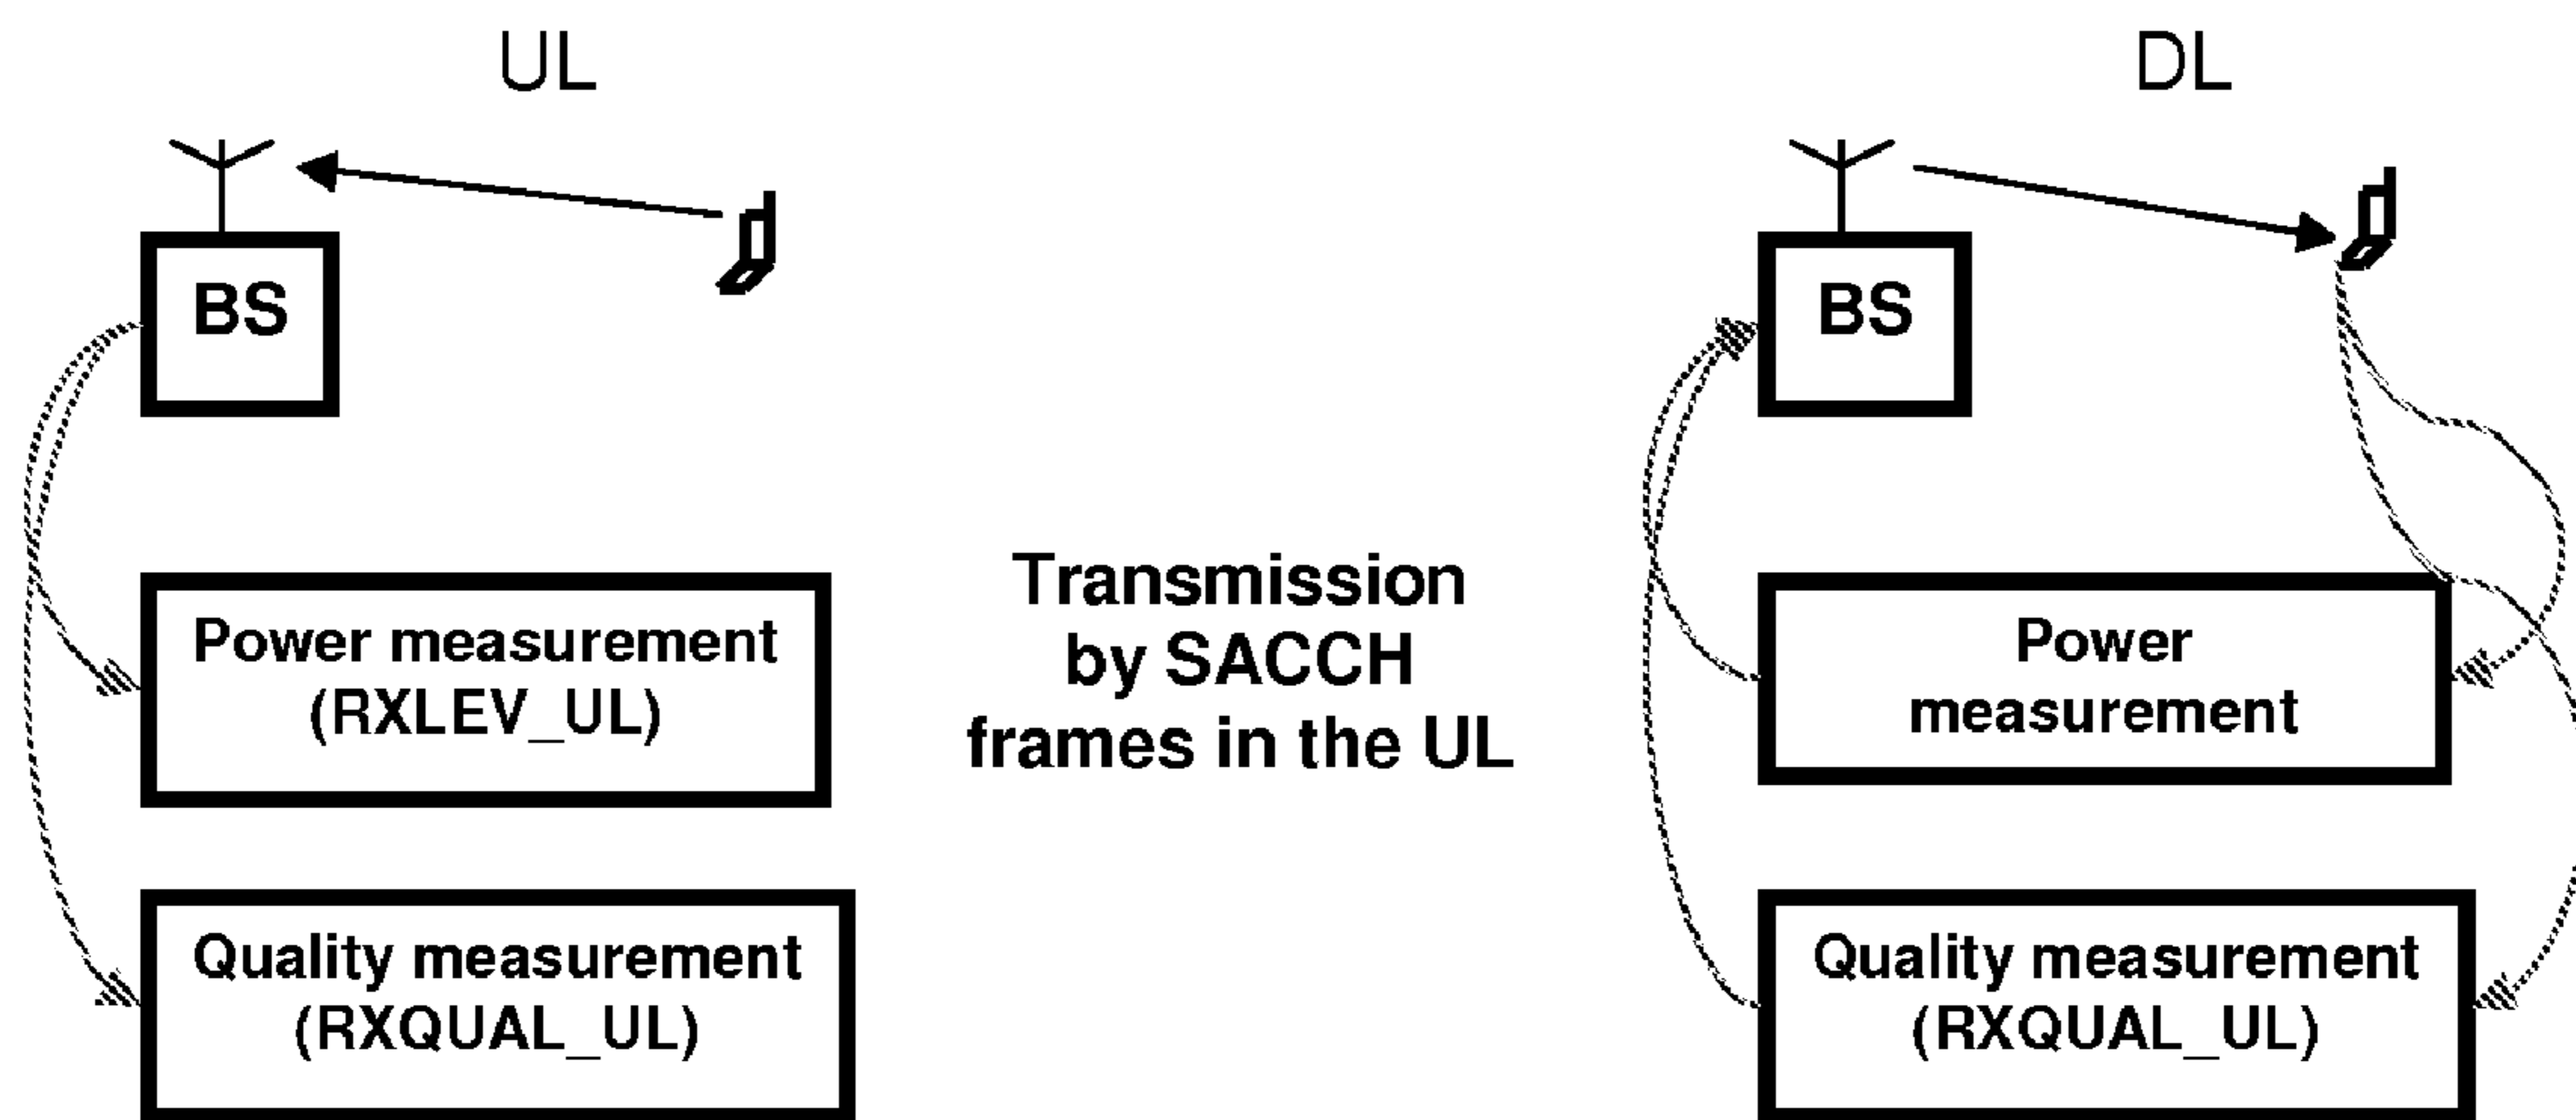 UL
BS
Power measurement
(RXLEV_UL)
Quality measurement
(RXQUAL_UL)
Transmission
by SACCH
frames in the UL
DL
BS
Power
measurement
Quality measurement
(RXQUAL_UL)